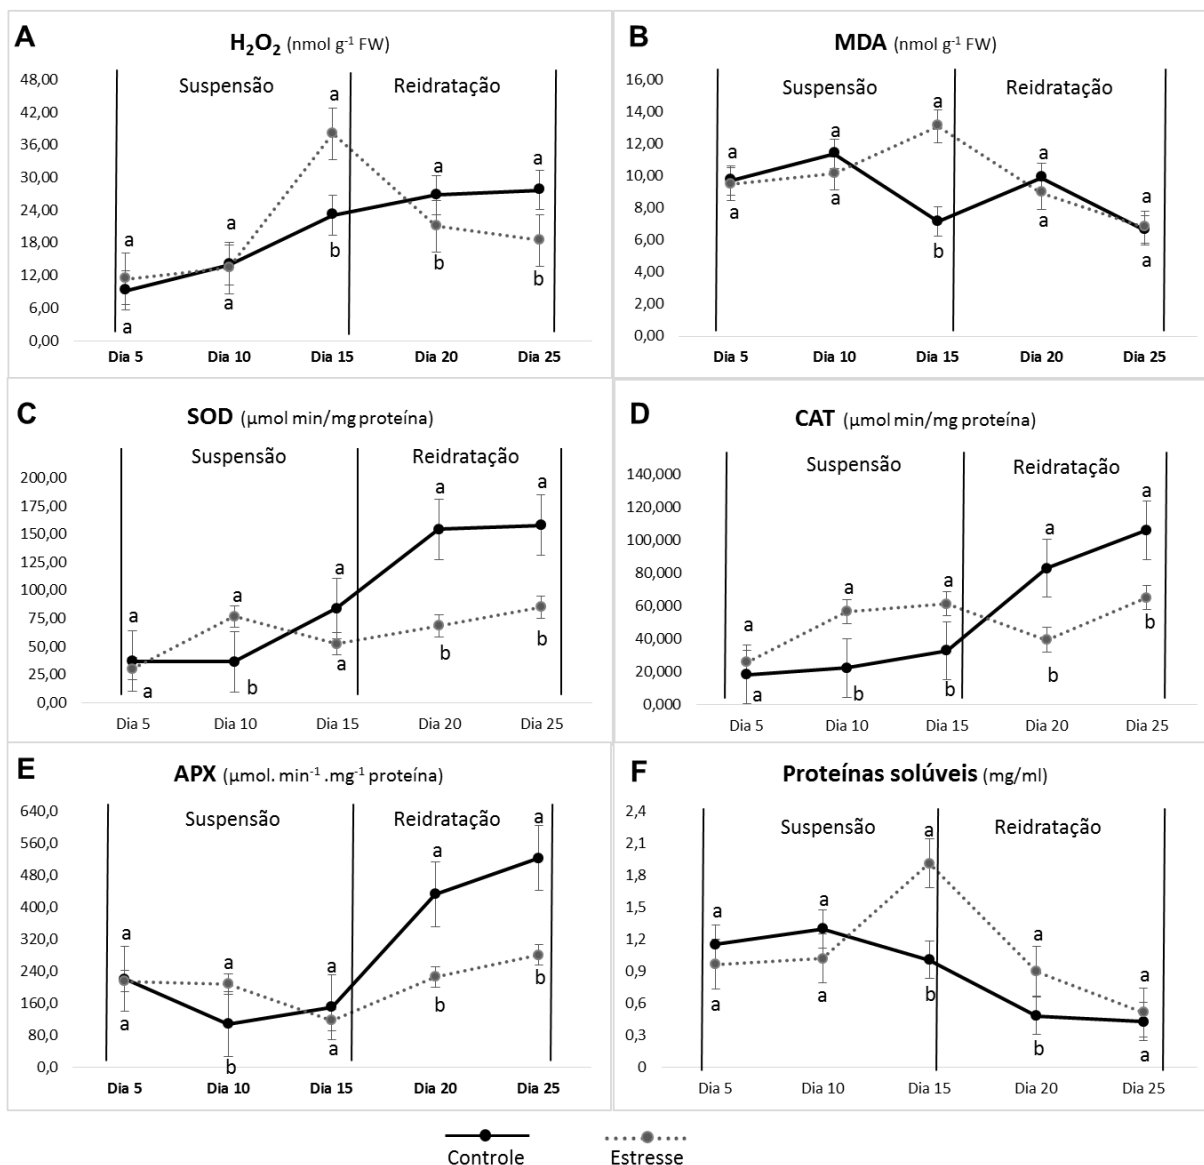 A
H₂O₂ (nmol g⁻¹ FW)
48,00
42,00
36,00
30,00
24,00
18,00
12,00
6,00
0,00
Suspensão
Reidratação
a
a
a
a
a
a
a
b
b
b
Dia 5
Dia 10
Dia 15
Dia 20
Dia 25
B
MDA (nmol g⁻¹ FW)
16,00
14,00
12,00
10,00
8,00
6,00
4,00
2,00
0,00
Suspensão
Reidratação
a
a
a
a
a
a
a
b
a
a
Dia 5
Dia 10
Dia 15
Dia 20
Dia 25
C
SOD (µmol min/mg proteína)
200,00
175,00
150,00
125,00
100,00
75,00
50,00
25,00
0,00
Suspensão
Reidratação
a
a
a
a
a
a
b
a
b
b
Dia 5
Dia 10
Dia 15
Dia 20
Dia 25
D
CAT (µmol min/mg proteína)
140,000
120,000
100,000
80,000
60,000
40,000
20,000
0,000
Suspensão
Reidratação
a
a
a
a
a
a
b
b
b
b
Dia 5
Dia 10
Dia 15
Dia 20
Dia 25
E
APX (µmol. min⁻¹ .mg⁻¹ proteína)
640,0
560,0
480,0
400,0
320,0
240,0
160,0
80,0
0,0
Suspensão
Reidratação
a
a
a
a
a
a
b
a
b
b
Dia 5
Dia 10
Dia 15
Dia 20
Dia 25
F
Proteínas solúveis (mg/ml)
2,4
2,1
1,8
1,5
1,2
0,9
0,6
0,3
0
Suspensão
Reidratação
a
a
a
a
a
a
a
b
b
a
Dia 5
Dia 10
Dia 15
Dia 20
Dia 25
Controle
Estresse